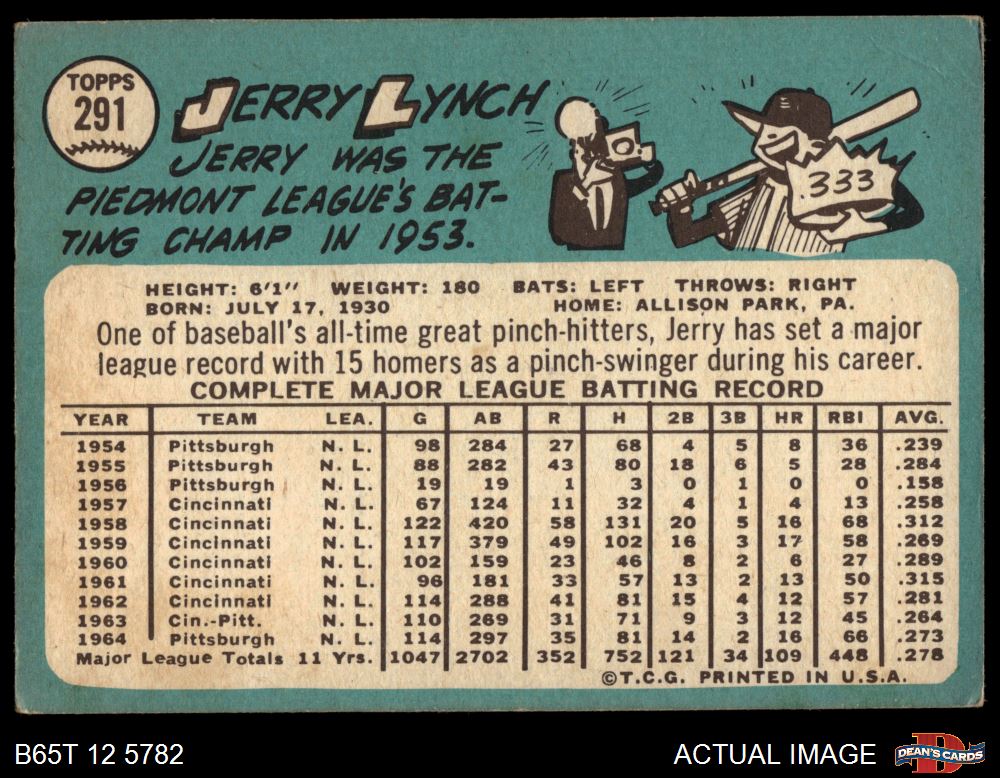 TOPPS
291
JERRY LYNCH
JERRY WAS THE
PIEDMONT LEAGUE'S BAT-
TING CHAMP IN 1953.
.333
HEIGHT: 6'1" WEIGHT: 180 BATS: LEFT THROWS: RIGHT
BORN: JULY 17, 1930 HOME: ALLISON PARK, PA.
One of baseball's all-time great pinch-hitters, Jerry has set a major
league record with 15 homers as a pinch-swinger during his career.
COMPLETE MAJOR LEAGUE BATTING RECORD
YEAR TEAM LEA. G AB R H 2B 3B HR RBI AVG.
1954 Pittsburgh N. L. 98 284 27 68 4 5 8 36 .239
1955 Pittsburgh N. L. 88 282 43 80 18 6 5 28 .284
1956 Pittsburgh N. L. 19 19 1 3 0 1 0 0 .158
1957 Cincinnati N. L. 67 124 11 32 4 1 4 13 .258
1958 Cincinnati N. L. 122 420 58 131 20 5 16 68 .312
1959 Cincinnati N. L. 117 379 49 102 16 3 17 58 .269
1960 Cincinnati N. L. 102 159 23 46 8 2 6 27 .289
1961 Cincinnati N. L. 96 181 33 57 13 2 13 50 .315
1962 Cincinnati N. L. 114 288 41 81 15 4 12 57 .281
1963 Cin.-Pitt. N. L. 110 269 31 71 9 3 12 45 .264
1964 Pittsburgh N. L. 114 297 35 81 14 2 16 66 .273
Major League Totals 11 Yrs. 1047 2702 352 752 121 34 109 448 .278
©T.C.G. PRINTED IN U.S.A.
B65T 12 5782 ACTUAL IMAGE
D
DEAN'S CARDS